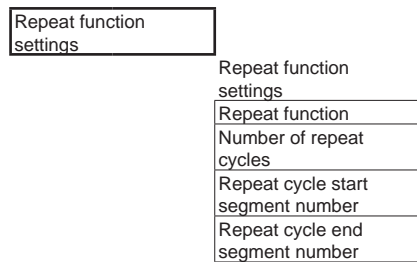 Repeat function
settings
Repeat function
settings
Repeat function
Number of repeat
cycles
Repeat cycle start
segment number
Repeat cycle end
segment number